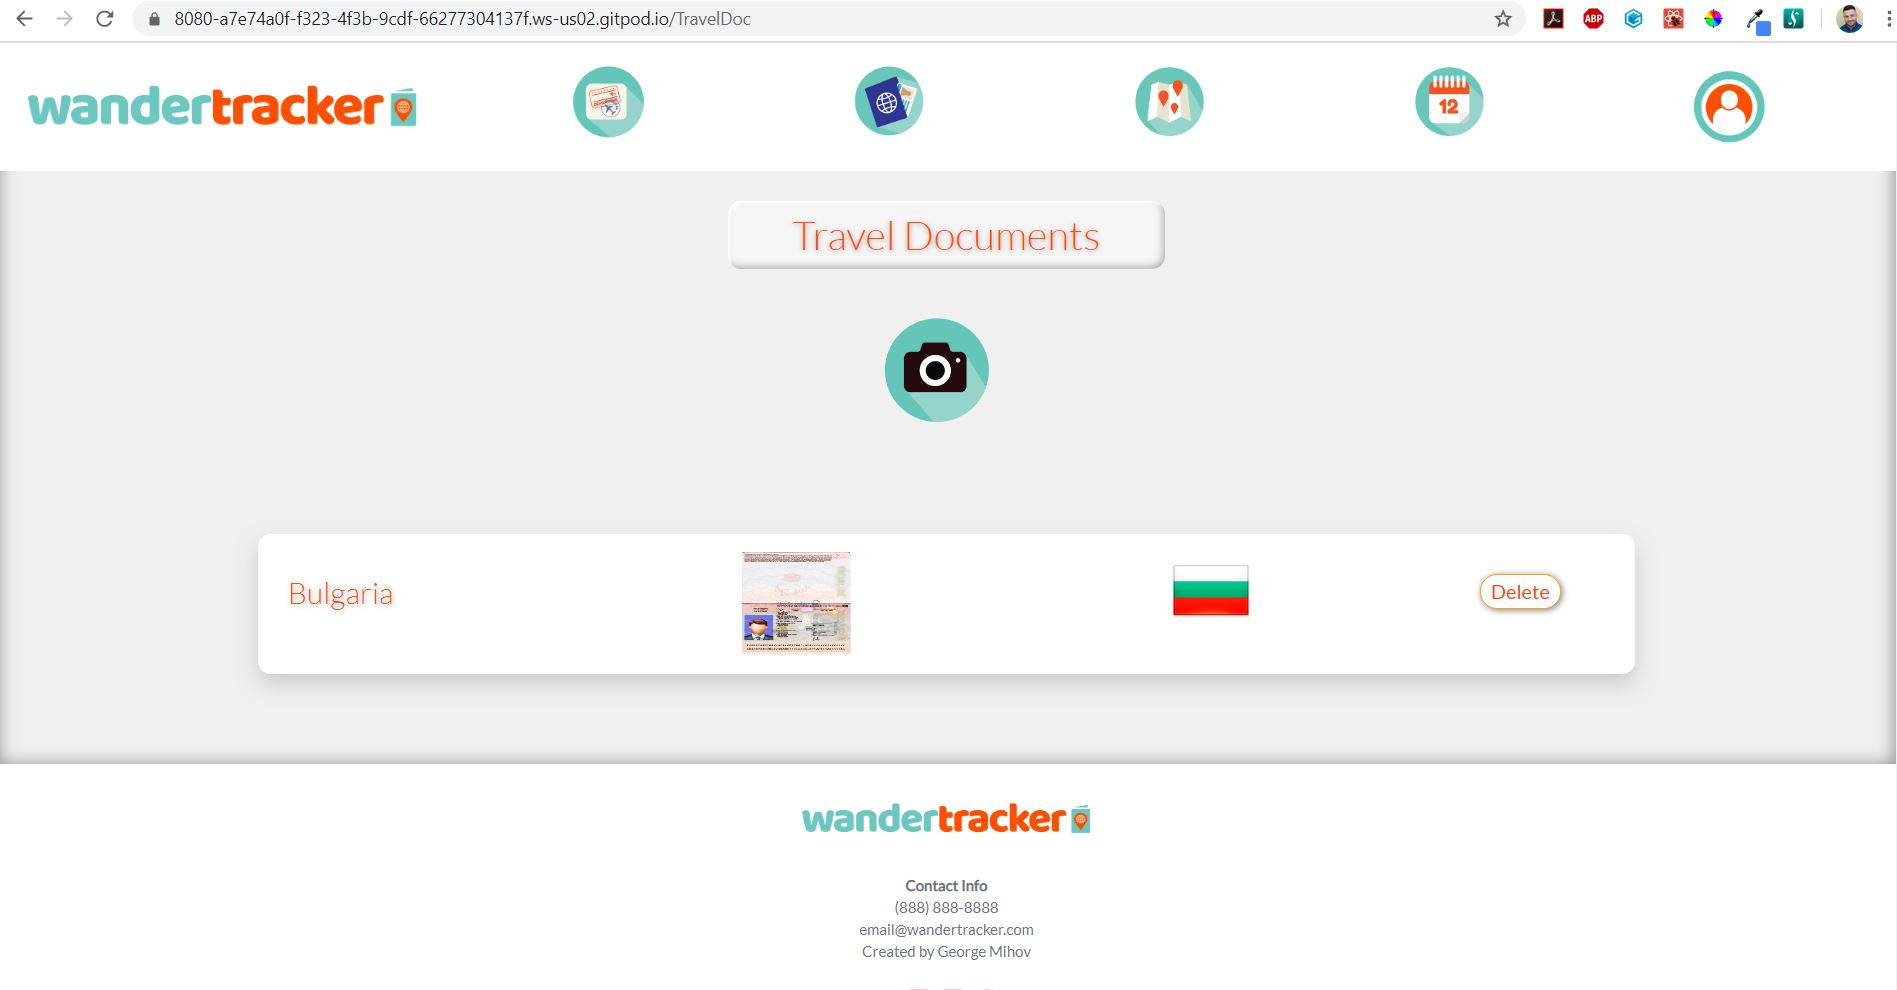 8080-a7e74a0f-f323-4f3b-9cdf-66277304137f.ws-us02.gitpod.io/TravelDoc
ABP
wandertracker
12
Travel Documents
Bulgaria
Delete
wandertracker
Contact Info
(888) 888-8888
email@wandertracker.com
Created by George Mihov